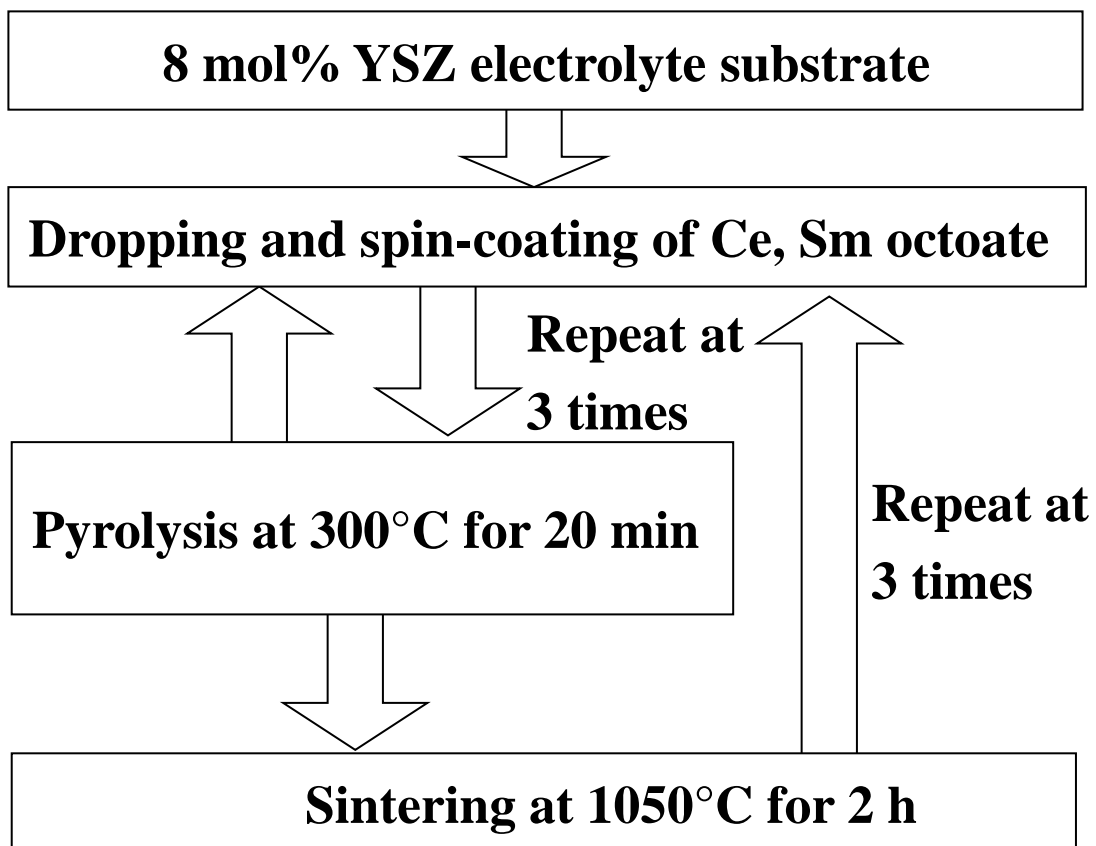 8 mol% YSZ electrolyte substrate
Dropping and spin-coating of Ce, Sm octoate
Repeat at
3 times
Pyrolysis at 300°C for 20 min
Repeat at
3 times
Sintering at 1050°C for 2 h